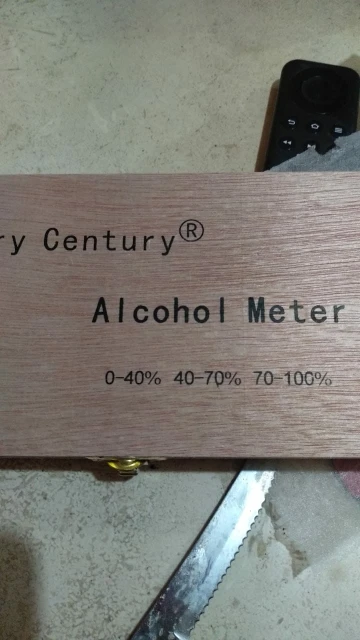 ry Century®
Alcohol Meter
0-40% 40-70% 70-100%